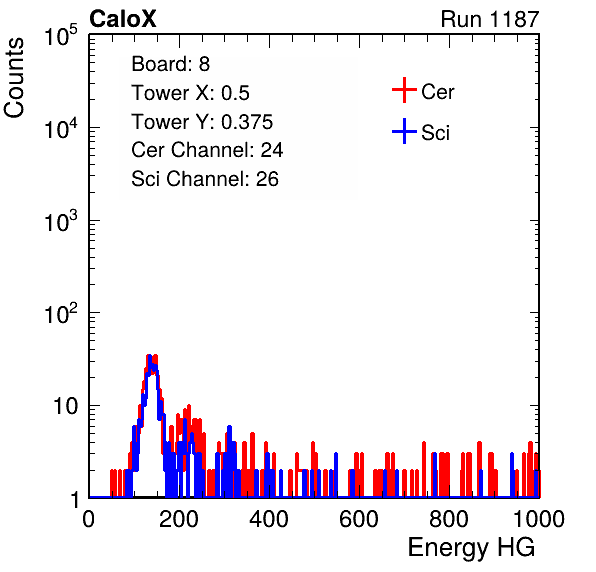 CaloX Run 1187
Counts
10^5
10^4
10^3
10^2
10
1
Board: 8
Tower X: 0.5
Tower Y: 0.375
Cer Channel: 24
Sci Channel: 26
Cer
Sci
0 200 400 600 800 1000
Energy HG